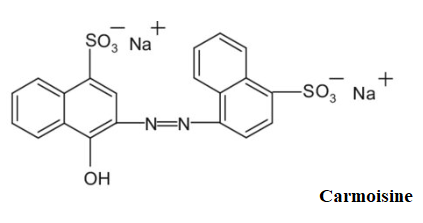 SO₃⁻ Na⁺
N=N
SO₃⁻ Na⁺
OH
Carmoisine